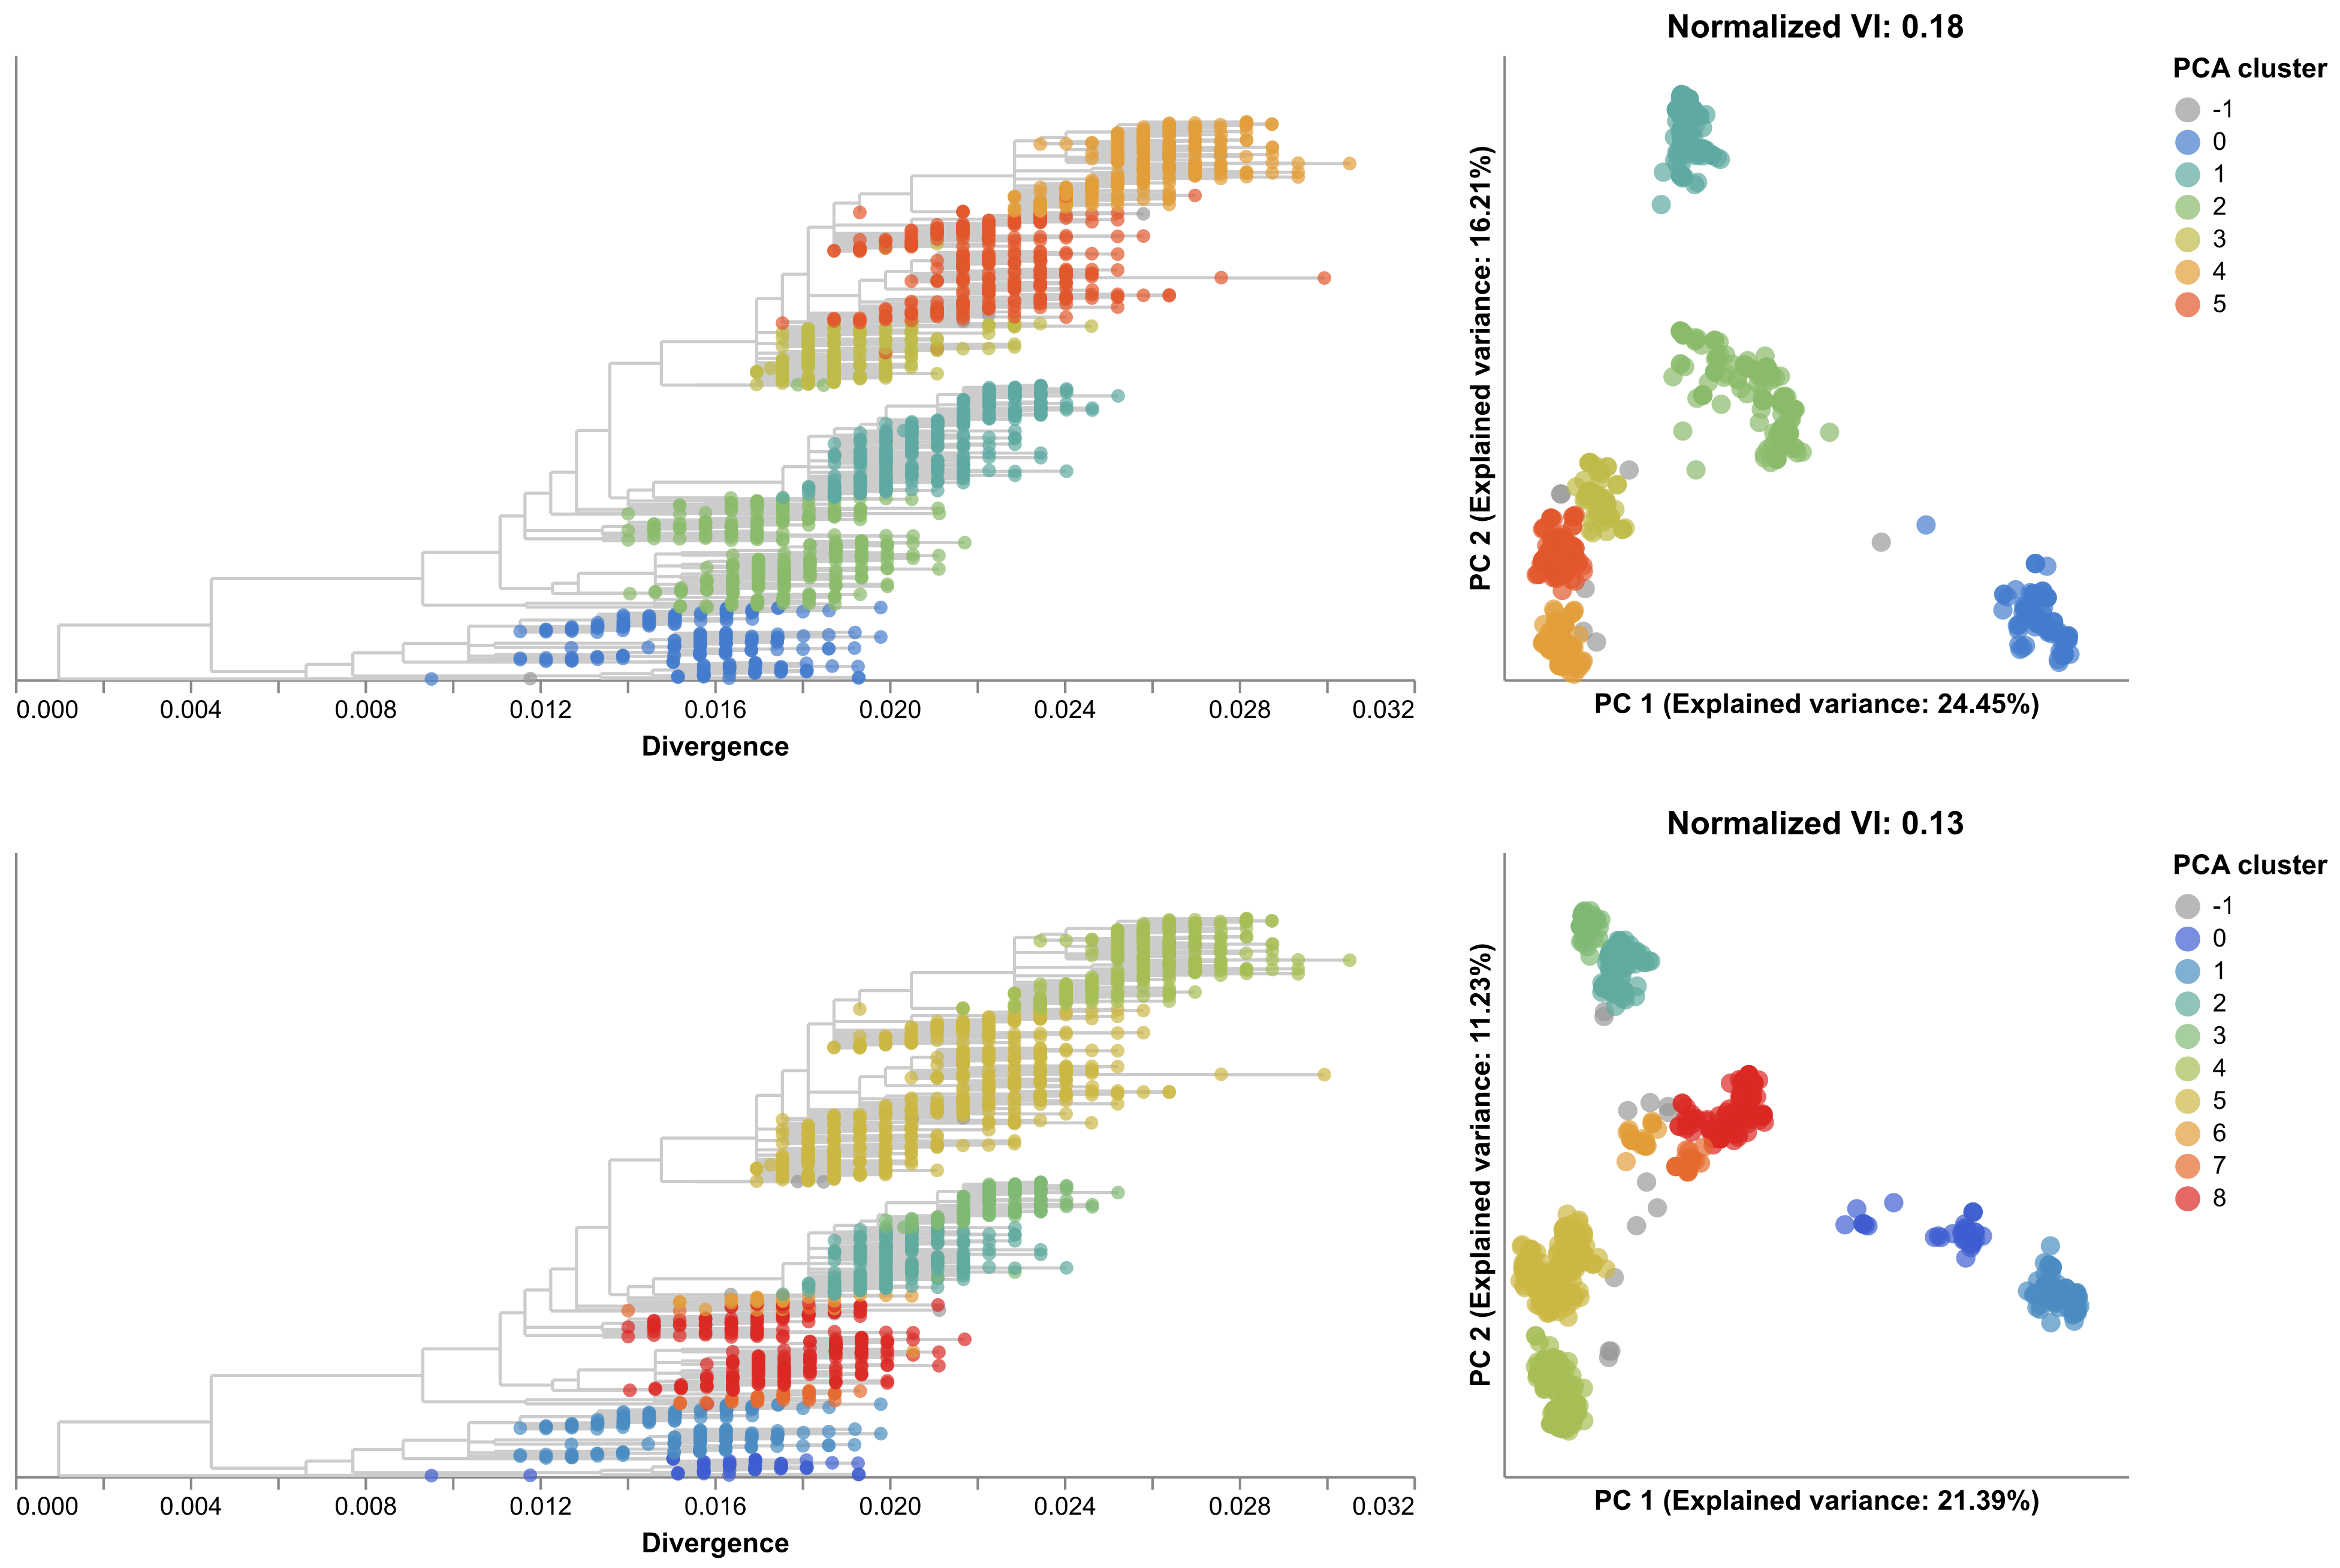 Normalized VI: 0.18
PCA cluster
-1
0
1
2
3
4
5
PC 2 (Explained variance: 16.21%)
0.000 0.004 0.008 0.012 0.016 0.020 0.024 0.028 0.032
Divergence
PC 1 (Explained variance: 24.45%)
Normalized VI: 0.13
PCA cluster
-1
0
1
2
3
4
5
6
7
8
PC 2 (Explained variance: 11.23%)
0.000 0.004 0.008 0.012 0.016 0.020 0.024 0.028 0.032
Divergence
PC 1 (Explained variance: 21.39%)